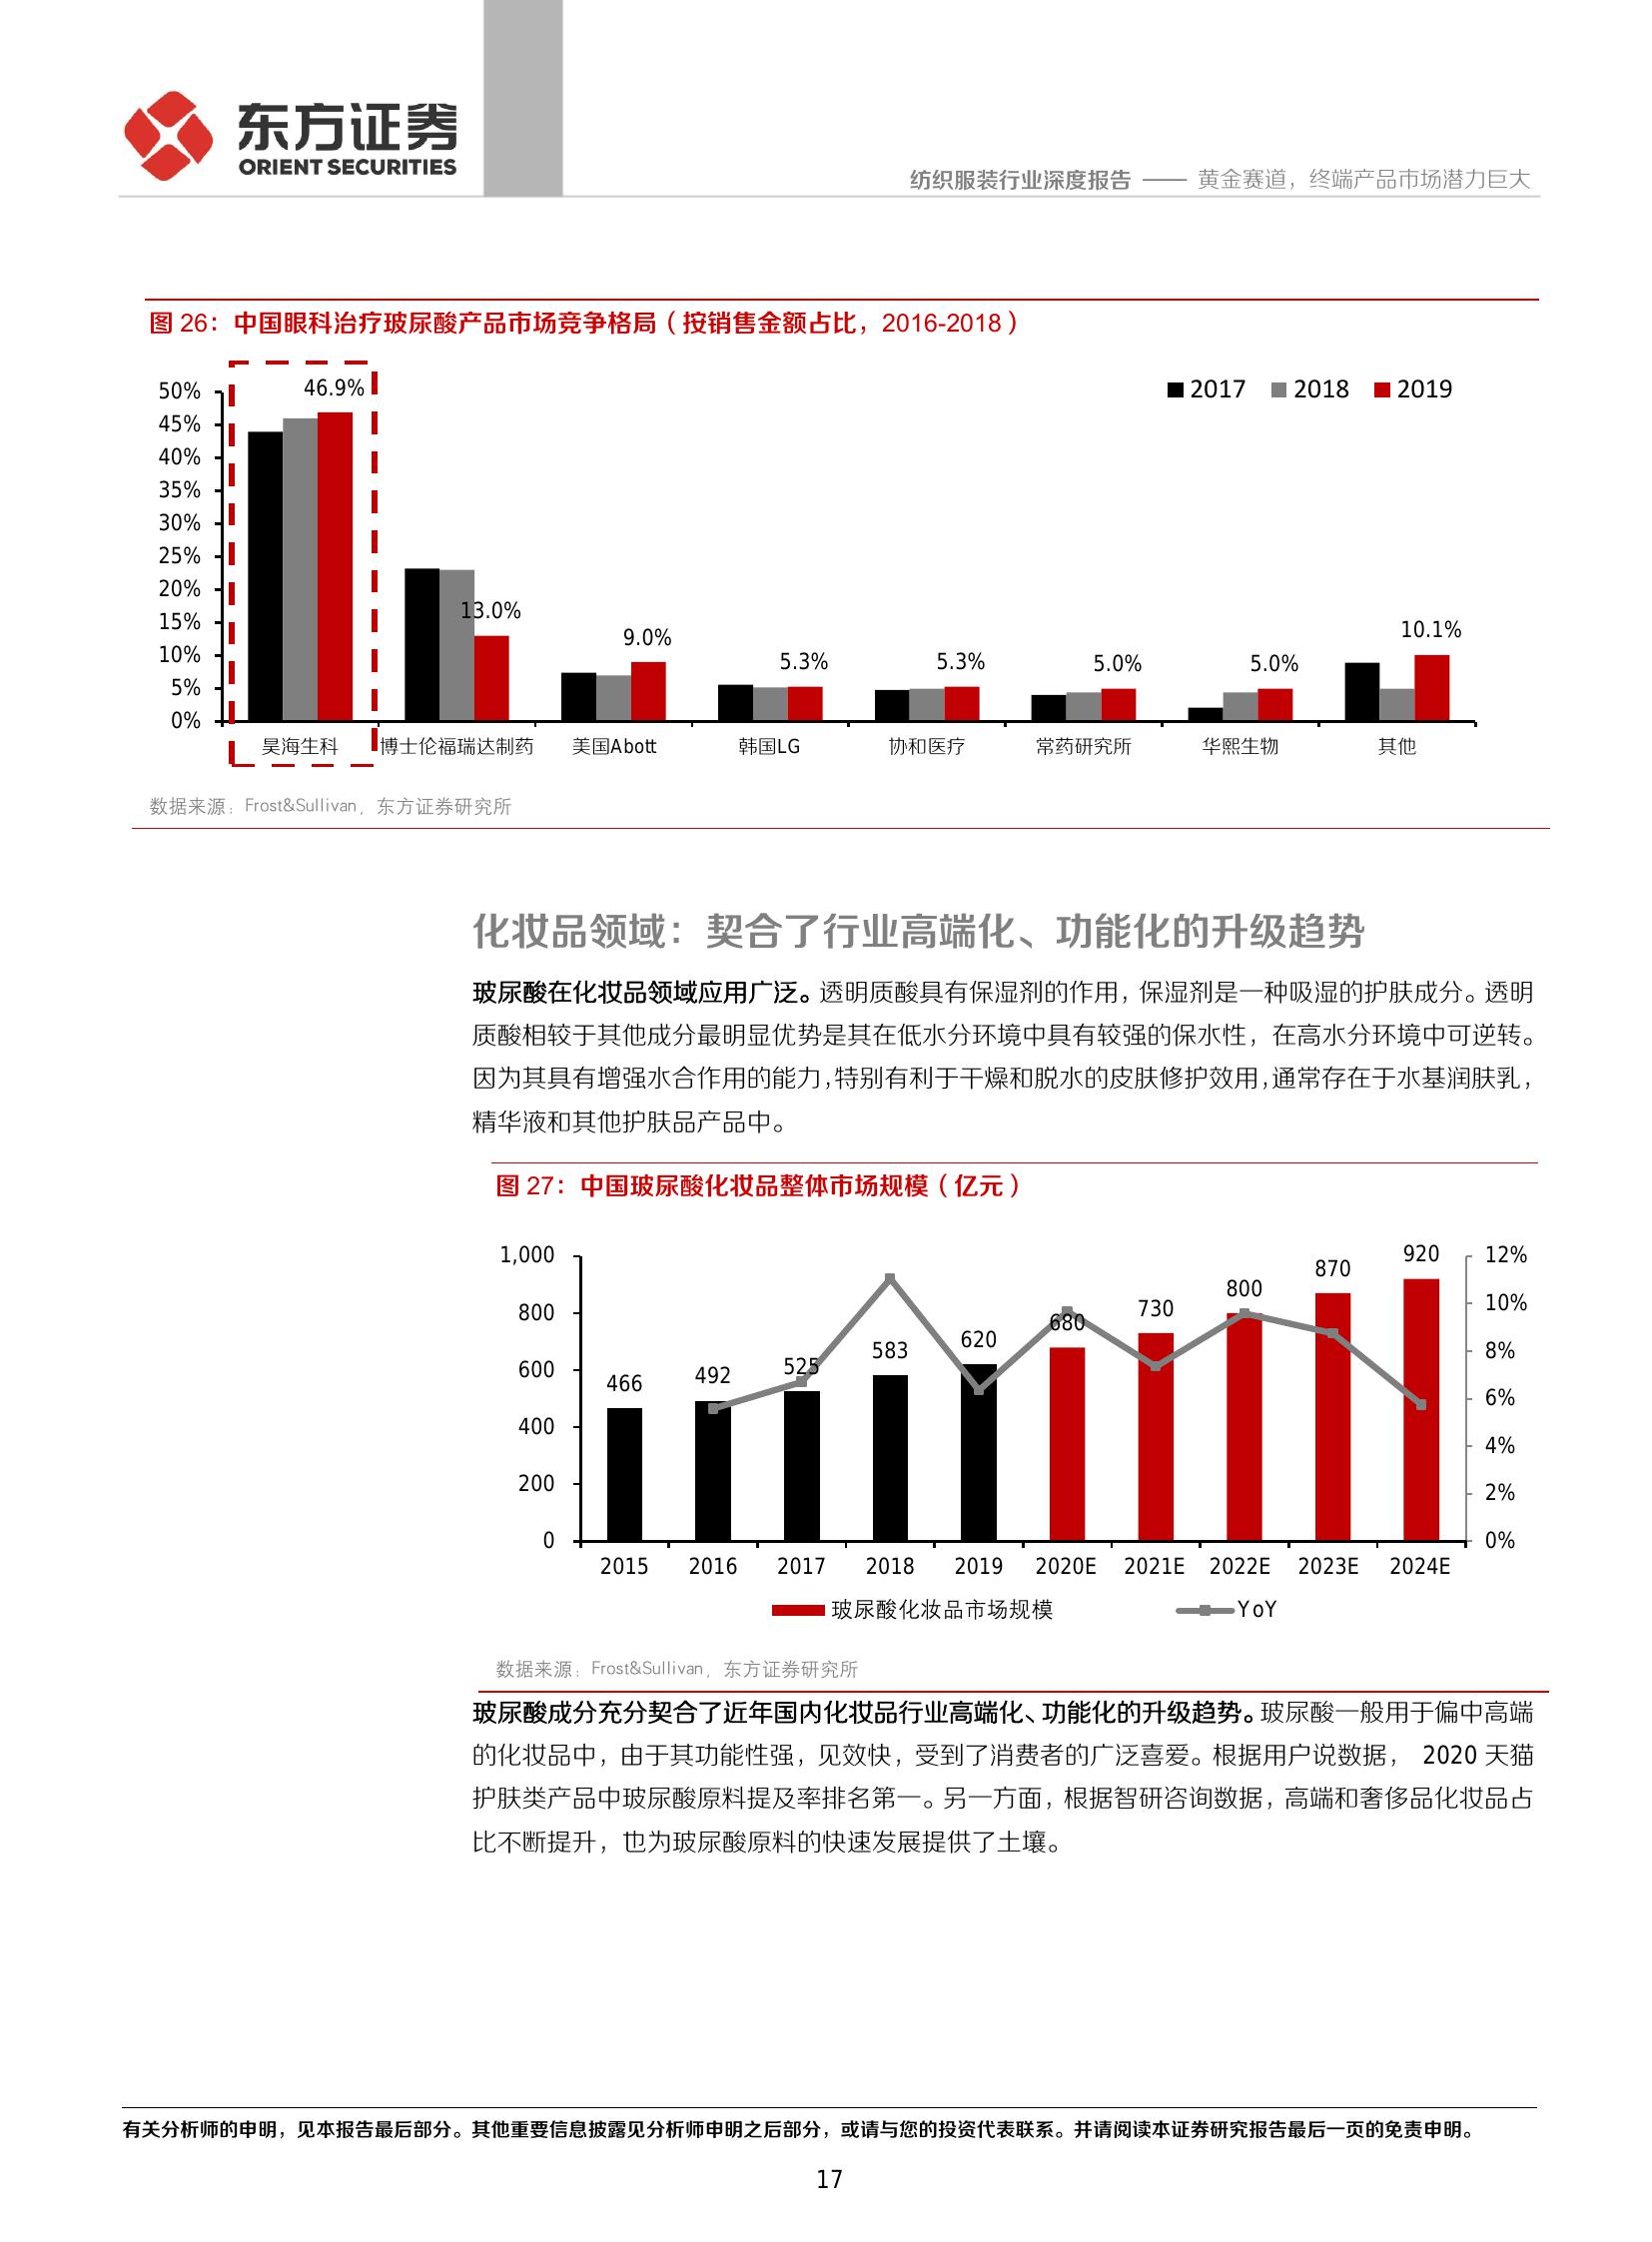 东方证券
ORIENT SECURITIES
纺织服装行业深度报告 —— 黄金赛道，终端产品市场潜力巨大
图 26：中国眼科治疗玻尿酸产品市场竞争格局（按销售金额占比，2016-2018）
50%
45%
40%
35%
30%
25%
20%
15%
10%
5%
0%
2017 2018 2019
46.9%
13.0%
9.0%
5.3%
5.3%
5.0%
5.0%
10.1%
昊海生科 博士伦福瑞达制药 美国Abott 韩国LG 协和医疗 常药研究所 华熙生物 其他
数据来源：Frost&Sullivan，东方证券研究所
化妆品领域：契合了行业高端化、功能化的升级趋势
玻尿酸在化妆品领域应用广泛。透明质酸具有保湿剂的作用，保湿剂是一种吸湿的护肤成分。透明
质酸相较于其他成分最明显优势是其在低水分环境中具有较强的保水性，在高水分环境中可逆转。
因为其具有增强水合作用的能力，特别有利于干燥和脱水的皮肤修护效用，通常存在于水基润肤乳，
精华液和其他护肤品产品中。
图 27：中国玻尿酸化妆品整体市场规模（亿元）
1,000
800
600
400
200
0
466 492 525 583 620 680 730 800 870 920
12%
10%
8%
6%
4%
2%
0%
2015 2016 2017 2018 2019 2020E 2021E 2022E 2023E 2024E
玻尿酸化妆品市场规模 YoY
数据来源：Frost&Sullivan，东方证券研究所
玻尿酸成分充分契合了近年国内化妆品行业高端化、功能化的升级趋势。玻尿酸一般用于偏中高端
的化妆品中，由于其功能性强，见效快，受到了消费者的广泛喜爱。根据用户说数据， 2020 天猫
护肤类产品中玻尿酸原料提及率排名第一。另一方面，根据智研咨询数据，高端和奢侈品化妆品占
比不断提升，也为玻尿酸原料的快速发展提供了土壤。
有关分析师的申明，见本报告最后部分。其他重要信息披露见分析师申明之后部分，或请与您的投资代表联系。并请阅读本证券研究报告最后一页的免责申明。
17